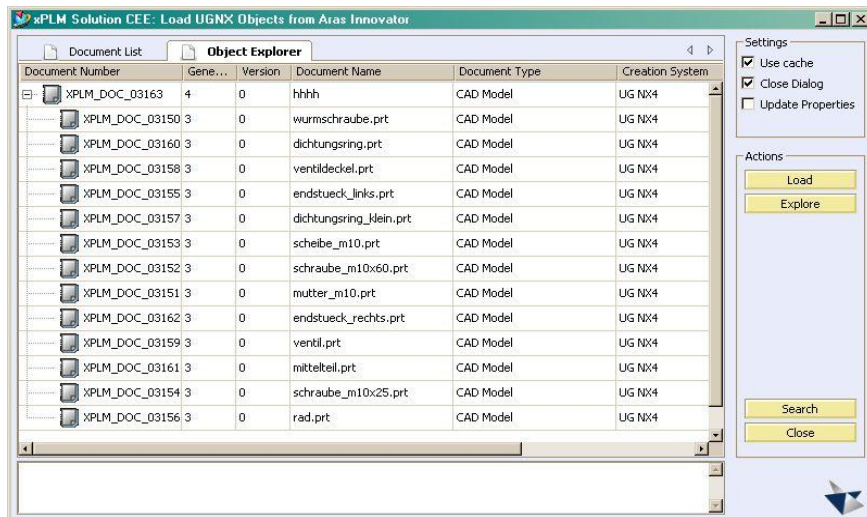 xPLM Solution CEE: Load UGNX Objects from Aras Innovator
Document List Object Explorer
Document Number Gene... Version Document Name Document Type Creation System
XPLM_DOC_03163 4 0 hhhh CAD Model UG NX4
XPLM_DOC_03150 3 0 wurmschraube.prt CAD Model UG NX4
XPLM_DOC_03160 3 0 dichtungsring.prt CAD Model UG NX4
XPLM_DOC_03158 3 0 ventildeckel.prt CAD Model UG NX4
XPLM_DOC_03155 3 0 endstueck_links.prt CAD Model UG NX4
XPLM_DOC_03157 3 0 dichtungsring_klein.prt CAD Model UG NX4
XPLM_DOC_03153 3 0 scheibe_m10.prt CAD Model UG NX4
XPLM_DOC_03152 3 0 schraube_m10x60.prt CAD Model UG NX4
XPLM_DOC_03151 3 0 mutter_m10.prt CAD Model UG NX4
XPLM_DOC_03162 3 0 endstueck_rechts.prt CAD Model UG NX4
XPLM_DOC_03159 3 0 ventil.prt CAD Model UG NX4
XPLM_DOC_03161 3 0 mittelteil.prt CAD Model UG NX4
XPLM_DOC_03154 3 0 schraube_m10x25.prt CAD Model UG NX4
XPLM_DOC_03156 3 0 rad.prt CAD Model UG NX4
Settings
Use cache
Close Dialog
Update Properties
Actions
Load
Explore
Search
Close